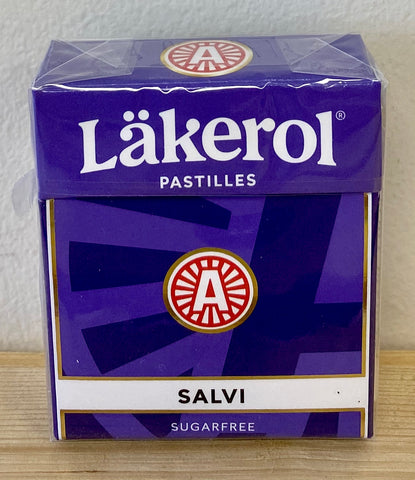 A
Läkerol®
PASTILLES
A
SALVI
SUGARFREE